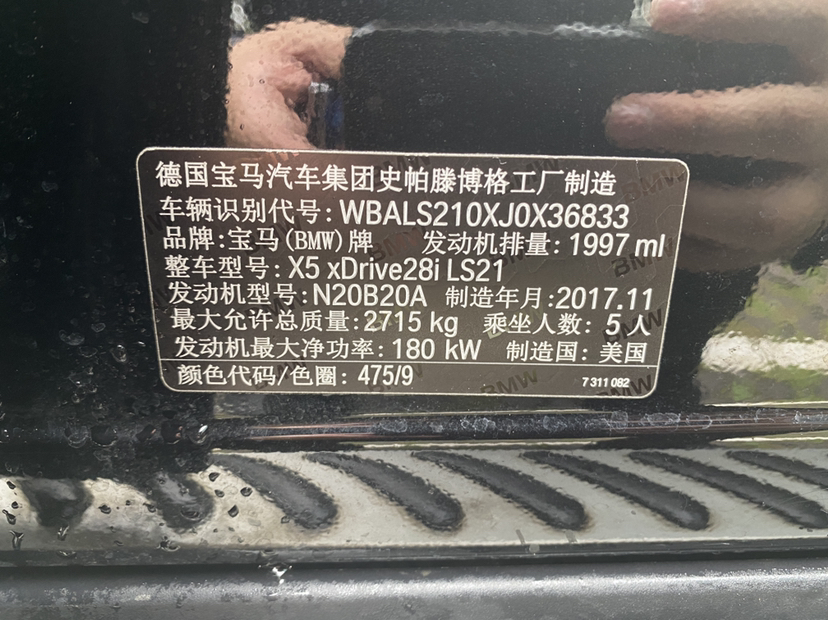 德国宝马汽车集团史帕滕博格工厂制造
车辆识别代号: WBALS210XJ0X36833
品牌:宝马(BMW)牌 发动机排量: 1997 ml
整车型号: X5 xDrive28i LS21
发动机型号: N20B20A 制造年月: 2017.11
最大允许总质量: 2715 kg 乘坐人数: 5 人
发动机最大净功率: 180 kW 制造国: 美国
颜色代码/色圈: 475/9 7 311 082